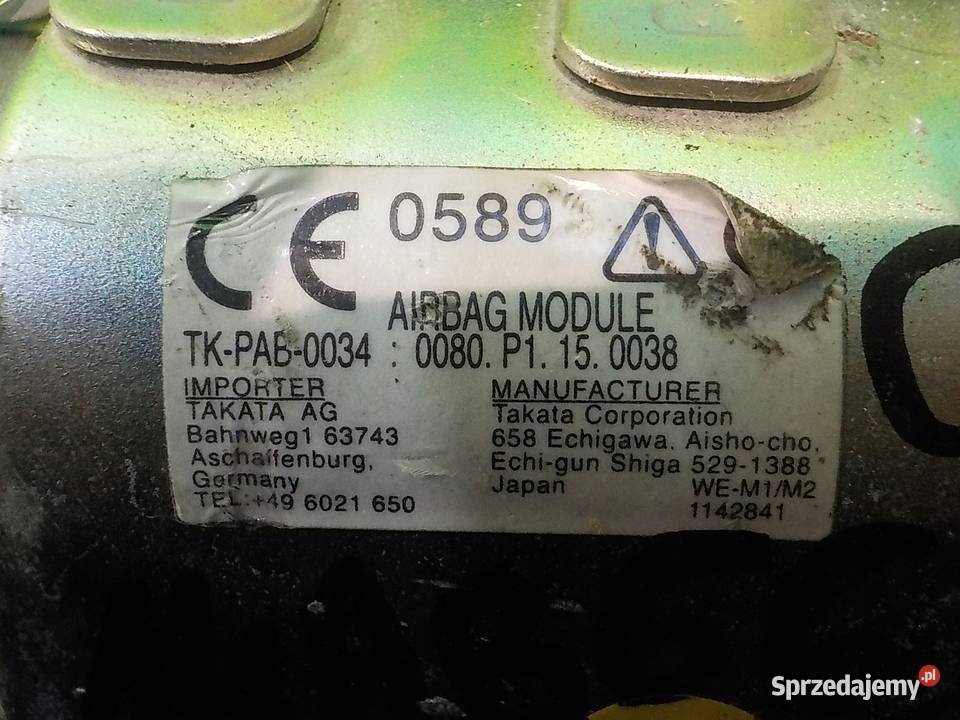 CE 0589
AIRBAG MODULE
TK-PAB-0034 : 0080. P1. 15. 0038
IMPORTER
TAKATA AG
Bahnweg1 63743
Aschaffenburg,
Germany
TEL:+49 6021 650
MANUFACTURER
Takata Corporation
658 Echigawa, Aisho-cho,
Echi-gun Shiga 529-1388
Japan WE-M1/M2
1142841
Sprzedajemy.pl